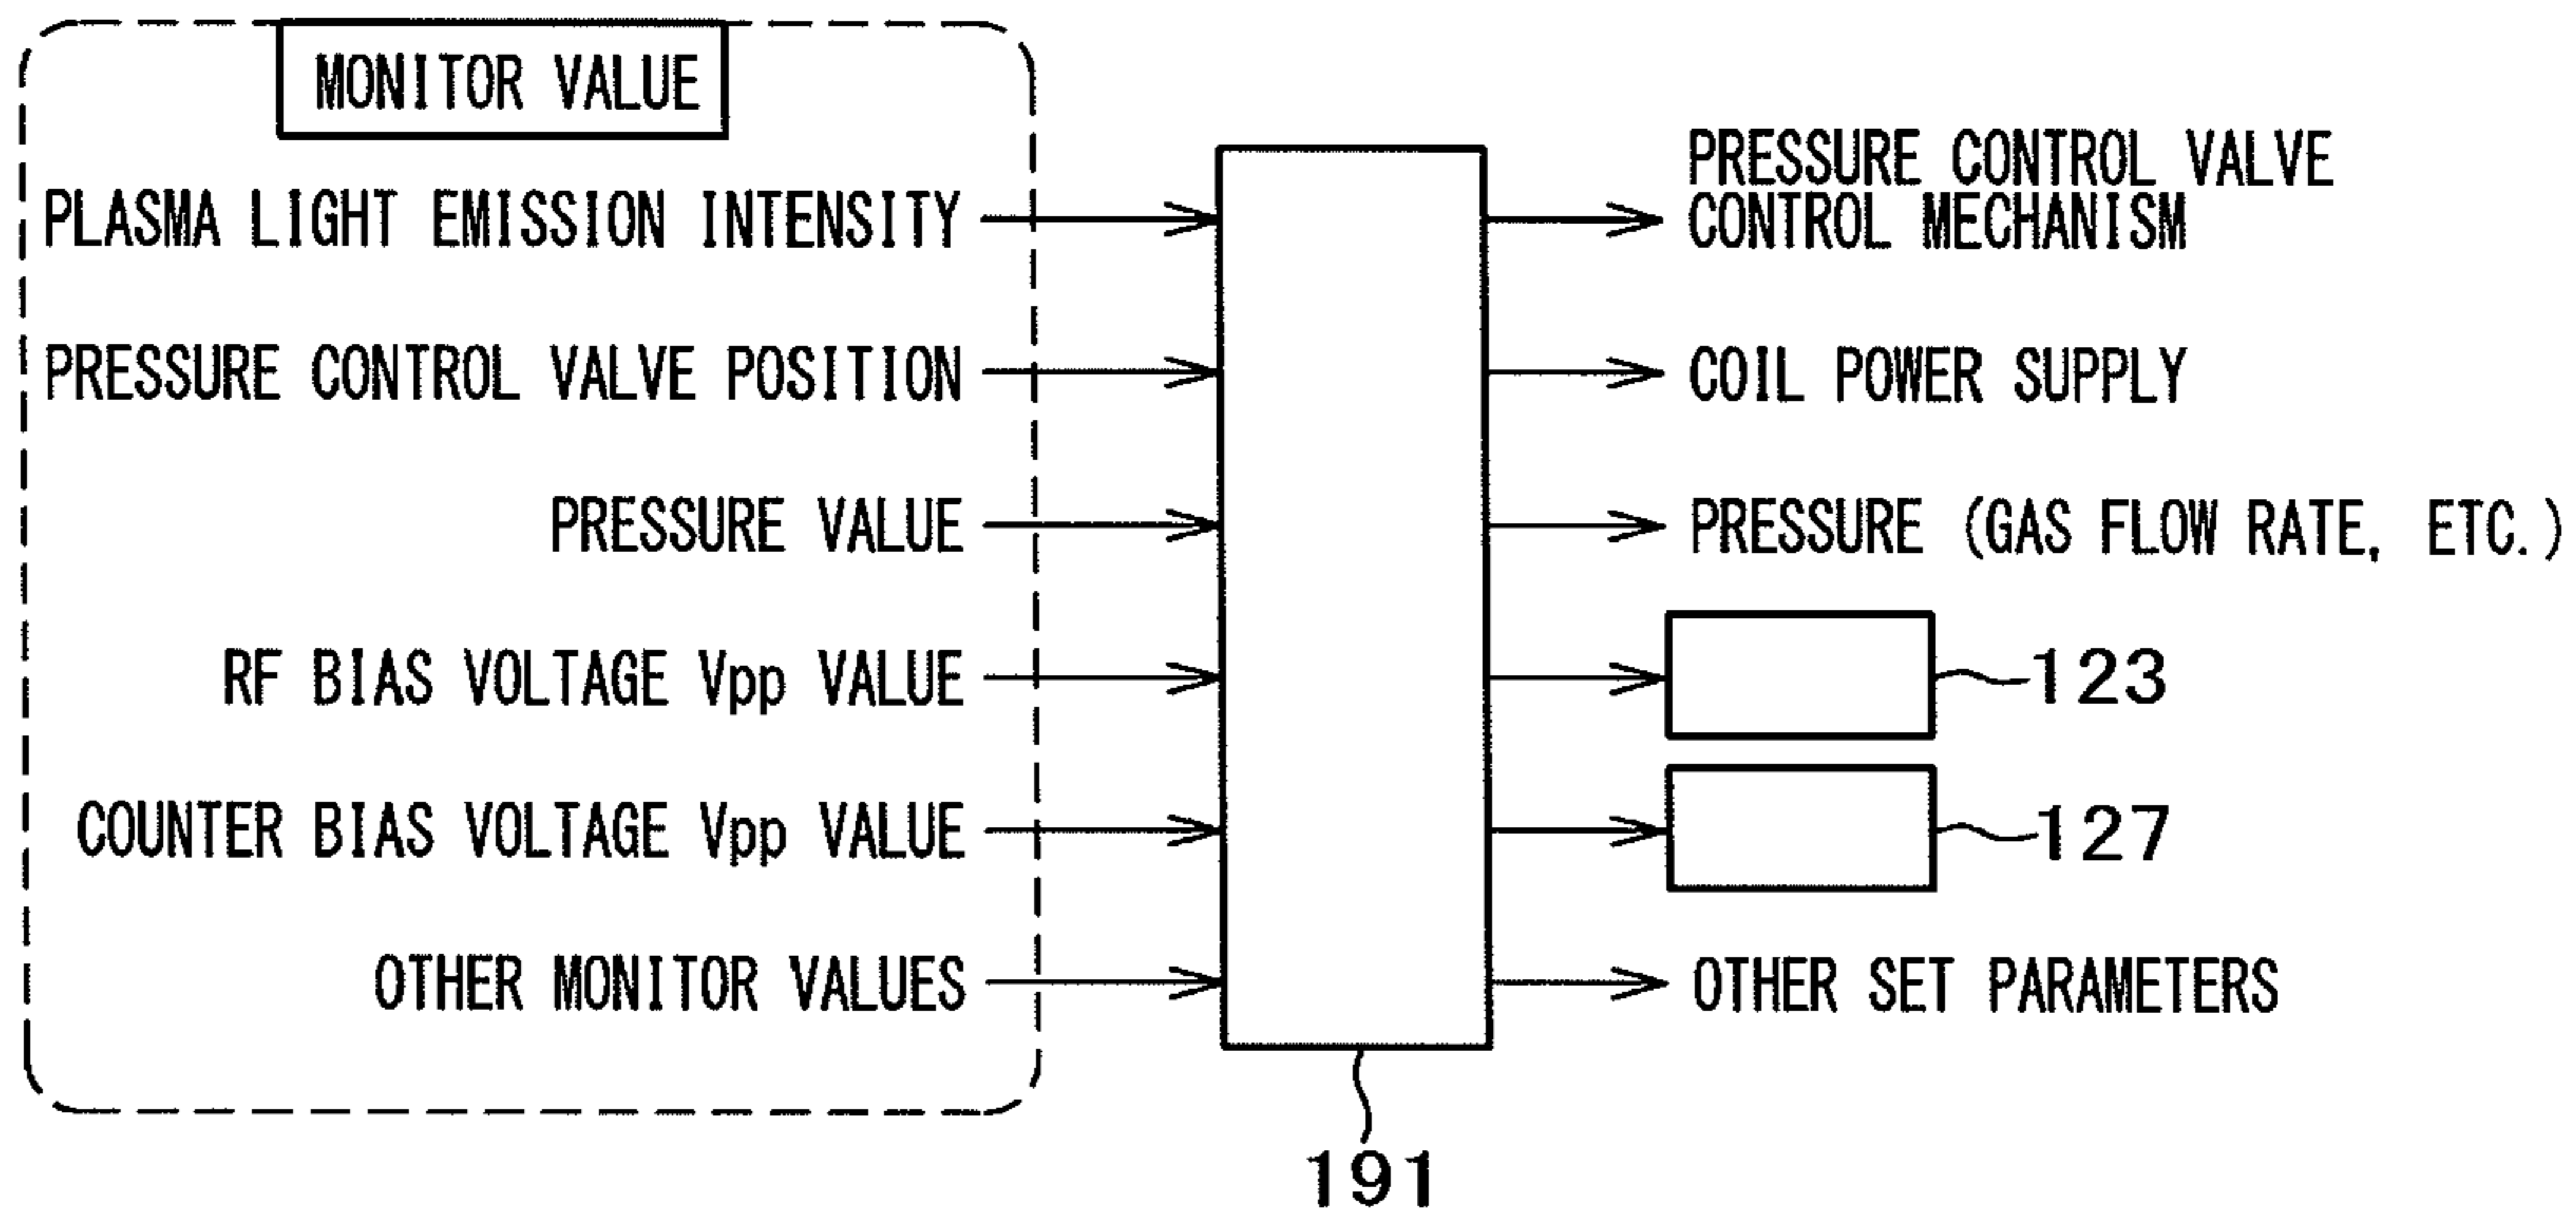 MONITOR VALUE
PLASMA LIGHT EMISSION INTENSITY
PRESSURE CONTROL VALVE POSITION
PRESSURE VALUE
RF BIAS VOLTAGE Vpp VALUE
COUNTER BIAS VOLTAGE Vpp VALUE
OTHER MONITOR VALUES
191
PRESSURE CONTROL VALVE
CONTROL MECHANISM
COIL POWER SUPPLY
PRESSURE (GAS FLOW RATE, ETC.)
123
127
OTHER SET PARAMETERS